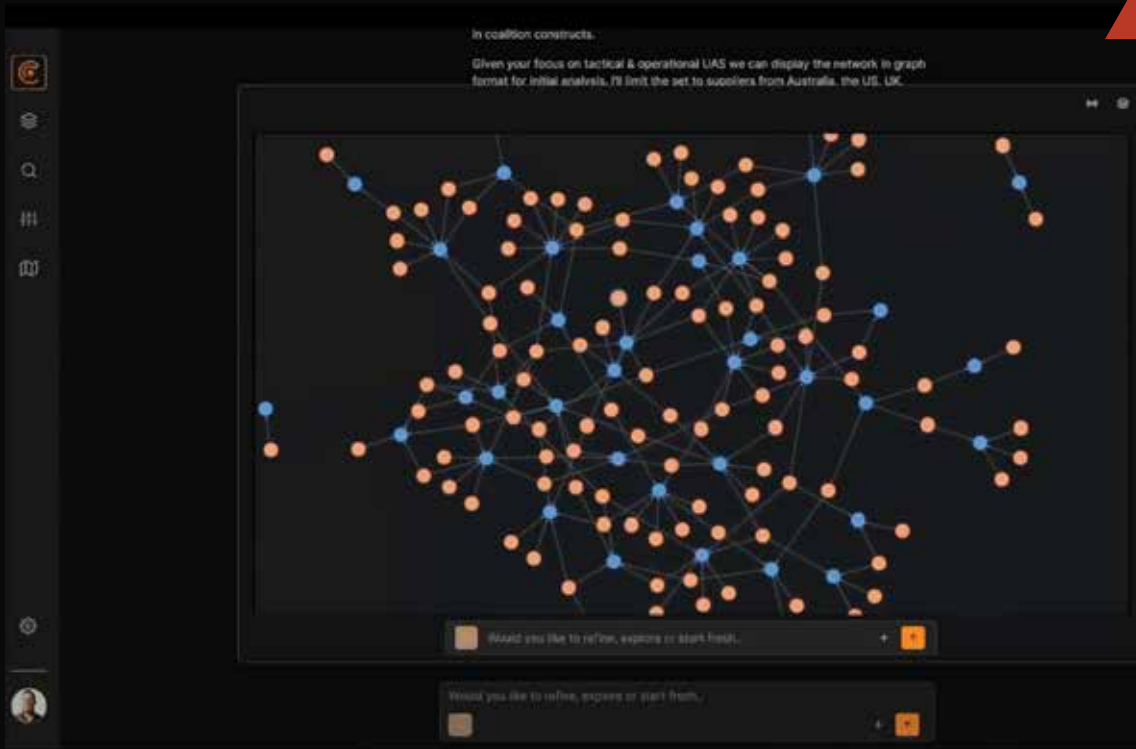 in coalition constructs.
Given your focus on tactical & operational UAS we can display the network in graph
format for initial analysis. I'll limit the set to suppliers from Australia, the US, UK,
Would you like to refine, explore or start fresh..
Would you like to refine, explore or start fresh..